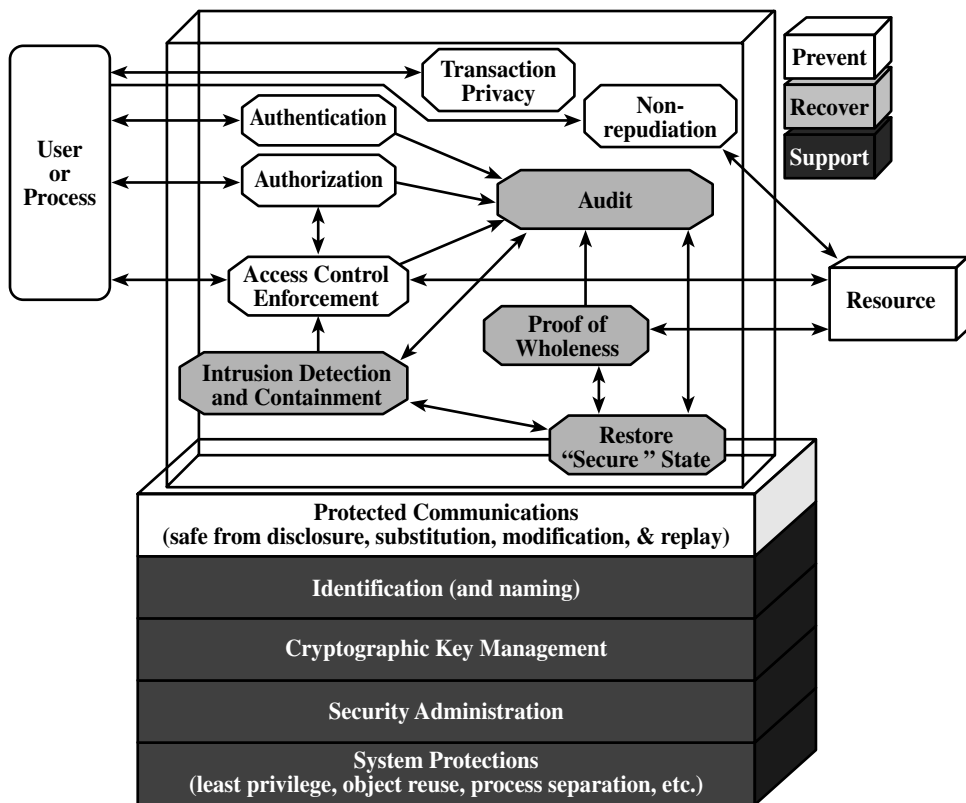 Transaction
Privacy
Prevent
Non-
repudiation
Recover
Authentication
User
or
Process
Support
Authorization
Audit
Access Control
Enforcement
Resource
Proof of
Wholeness
Intrusion Detection
and Containment
Restore
“Secure ” State
Protected Communications
(safe from disclosure, substitution, modification, & replay)
Identification (and naming)
Cryptographic Key Management
Security Administration
System Protections
(least privilege, object reuse, process separation, etc.)